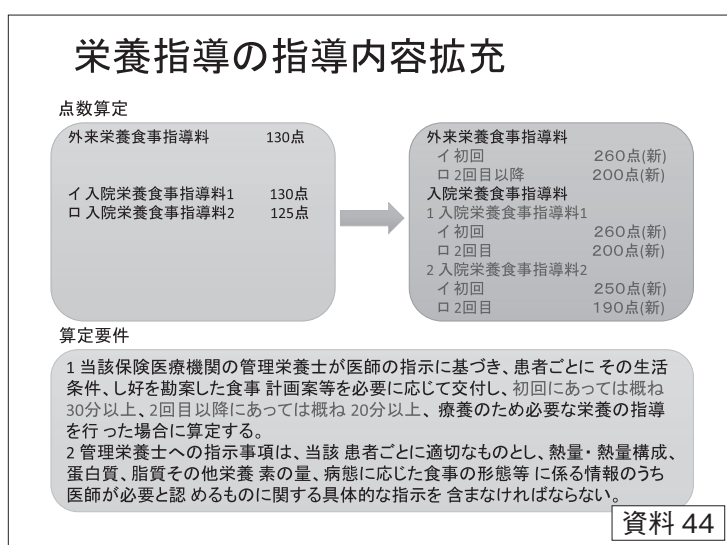 栄養指導の指導内容拡充
点数算定
外来栄養食事指導料 130点
イ 入院栄養食事指導料1 130点
ロ 入院栄養食事指導料2 125点
外来栄養食事指導料
イ 初回 260点(新)
ロ 2回目以降 200点(新)
入院栄養食事指導料
1 入院栄養食事指導料1
イ 初回 260点(新)
ロ 2回目 200点(新)
2 入院栄養食事指導料2
イ 初回 250点(新)
ロ 2回目 190点(新)
算定要件
1 当該保険医療機関の管理栄養士が医師の指示に基づき、患者ごとに その生活
条件、し好を勘案した食事 計画案等を必要に応じて交付し、初回にあっては概ね
30分以上、2回目以降にあっては概ね 20分以上、療養のため必要な栄養の指導
を行 った場合に算定する。
2 管理栄養士への指示事項は、当該 患者ごとに適切なものとし、熱量・熱量構成、
蛋白質、脂質その他栄養 素の量、病態に応じた食事の形態等 に係る情報のうち
医師が必要と認 めるものに関する具体的な指示を 含まなければならない。
資料 44